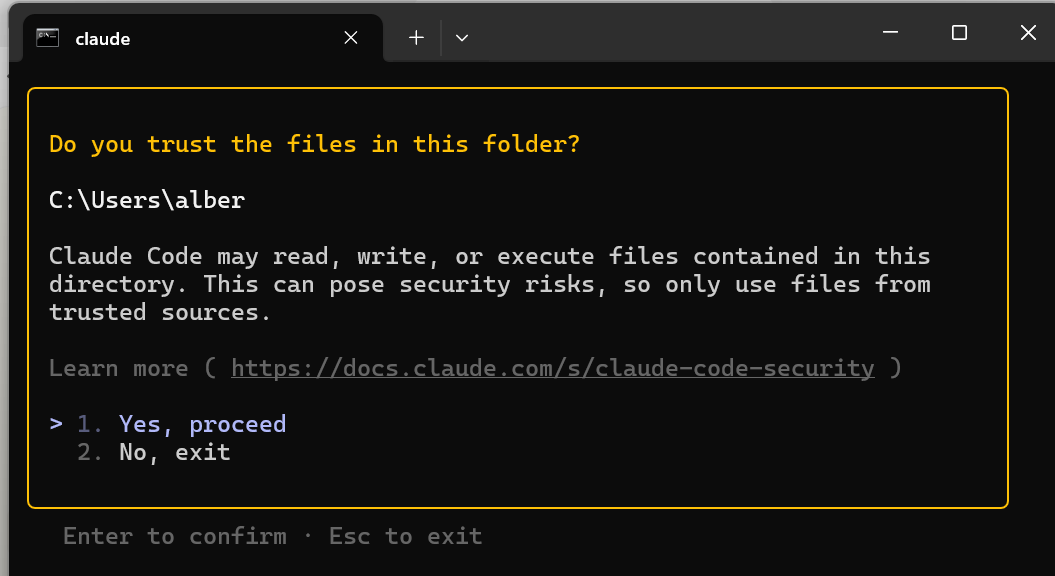 claude
Do you trust the files in this folder?
C:\Users\alber
Claude Code may read, write, or execute files contained in this
directory. This can pose security risks, so only use files from
trusted sources.
Learn more ( https://docs.claude.com/s/claude-code-security )
> 1. Yes, proceed
2. No, exit
Enter to confirm · Esc to exit